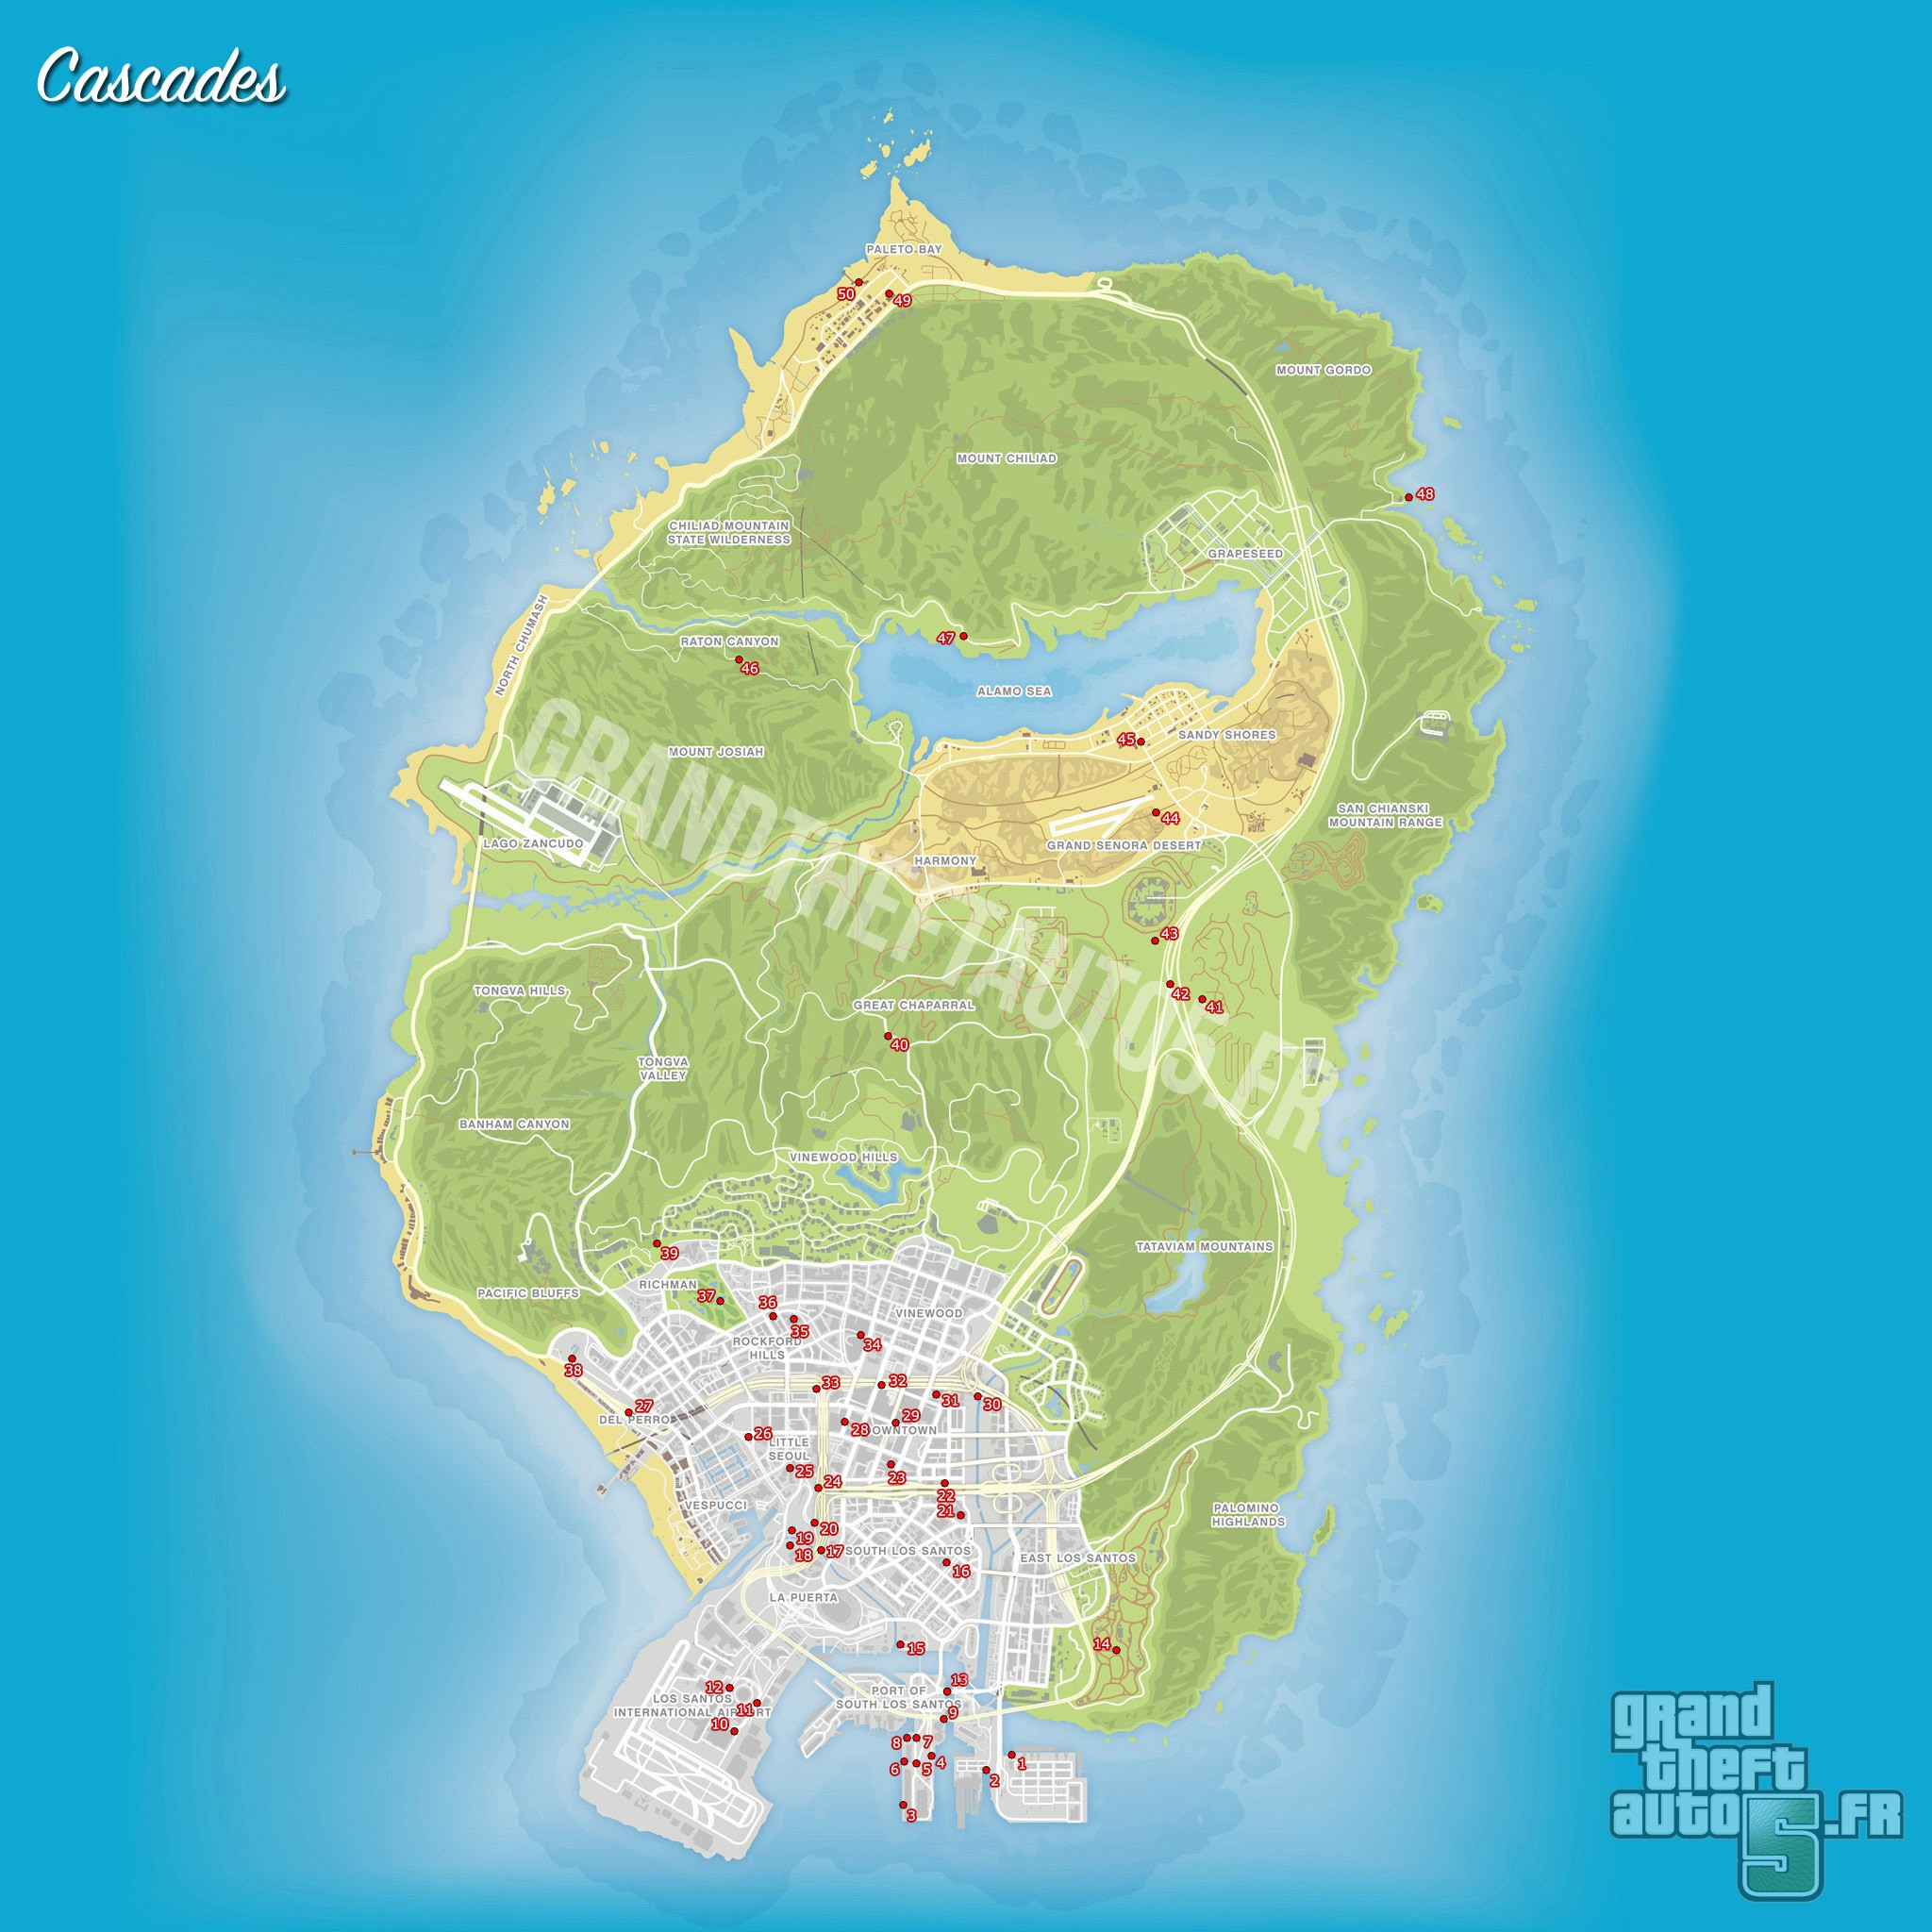 Cascades
PALETO BAY
50
49
MOUNT GORDO
MOUNT CHILIAD
48
CHILIAD MOUNTAIN
STATE WILDERNESS
GRAPESEED
NORTH CHUMASH
RATON CANYON
47
46
ALAMO SEA
45
SANDY SHORES
MOUNT JOSIAH
GRANDTHEFTAUTO5.FR
SAN CHIANSKI
MOUNTAIN RANGE
44
LAGO ZANCUDO
GRAND SENORA DESERT
HARMONY
43
TONGVA HILLS
42
41
GREAT CHAPARRAL
40
TONGVA
VALLEY
BANHAM CANYON
VINEWOOD HILLS
39
TATAVIAM MOUNTAINS
RICHMAN
PACIFIC BLUFFS
37
36
VINEWOOD
35
ROCKFORD
HILLS
34
38
33
32
31
30
27
DEL PERRO
29
28
DOWNTOWN
26
LITTLE
SEOUL
25
23
24
22
VESPUCCI
21
PALOMINO
HIGHLANDS
20
19
18
17
SOUTH LOS SANTOS
EAST LOS SANTOS
16
LA PUERTA
14
15
13
12
PORT OF
SOUTH LOS SANTOS
LOS SANTOS
INTERNATIONAL AIRPORT
11
10
9
8
7
4
6
5
1
2
3
grand
theft
auto 5.FR